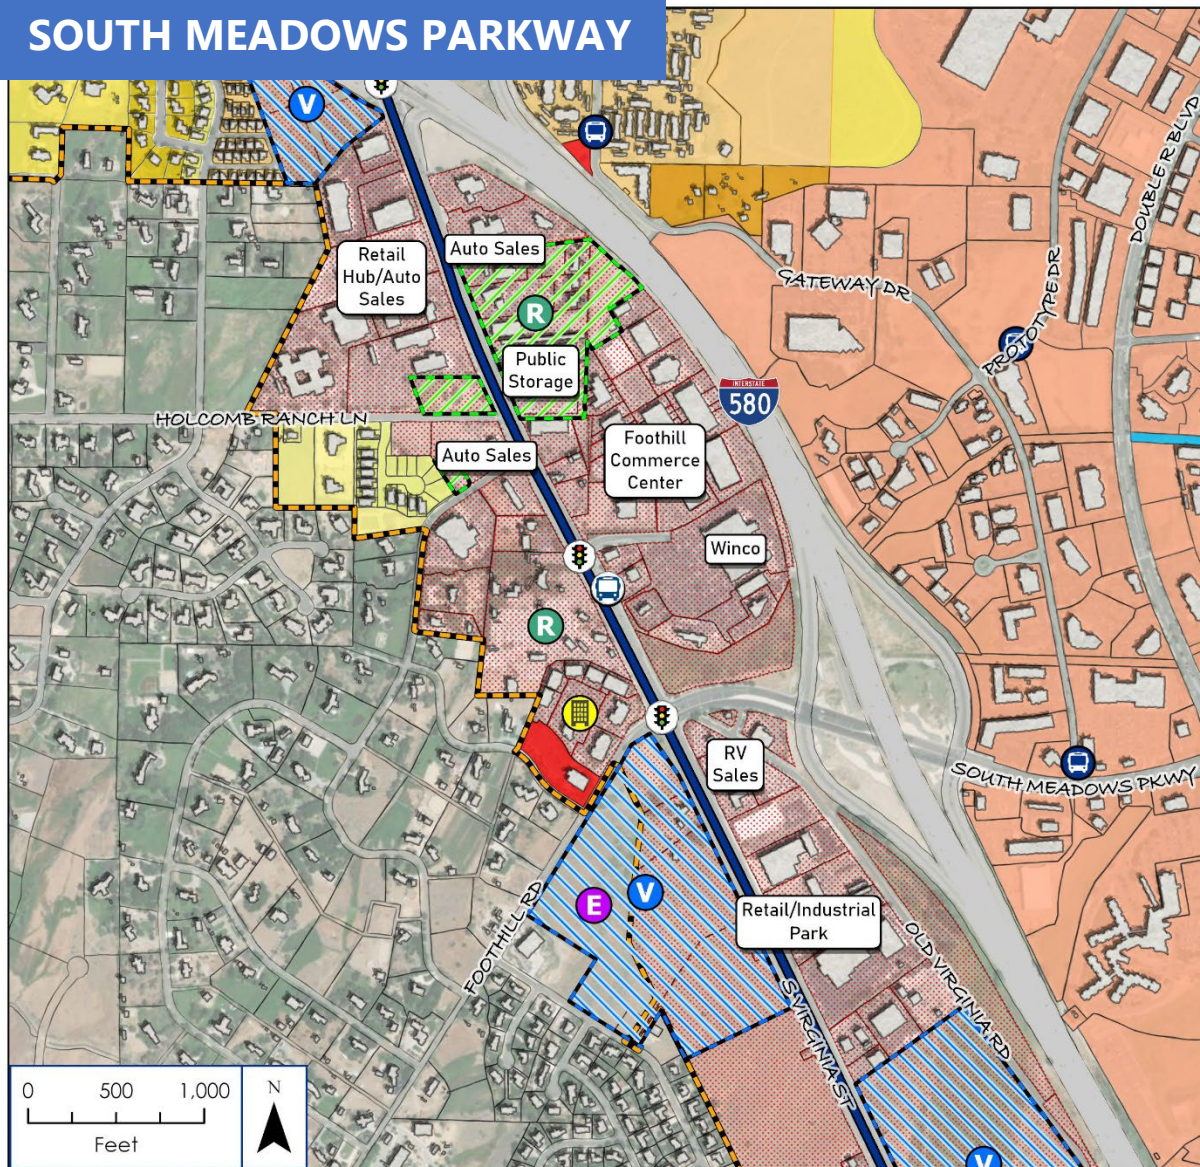 SOUTH MEADOWS PARKWAY
V
DOUBLE R BLVD
Auto Sales
Retail
Hub/Auto
Sales
GATEWAY DR
R
PROTOTYPE DR
Public
Storage
INTERSTATE
580
HOLCOMB RANCH LN
Auto Sales
Foothill
Commerce
Center
Winco
R
RV
Sales
SOUTH MEADOWS PKWY
E
V
FOOTHILL RD
Retail/Industrial
Park
OLD VIRGINIA RD
S VIRGINIA ST
0 500 1,000
Feet
N
V